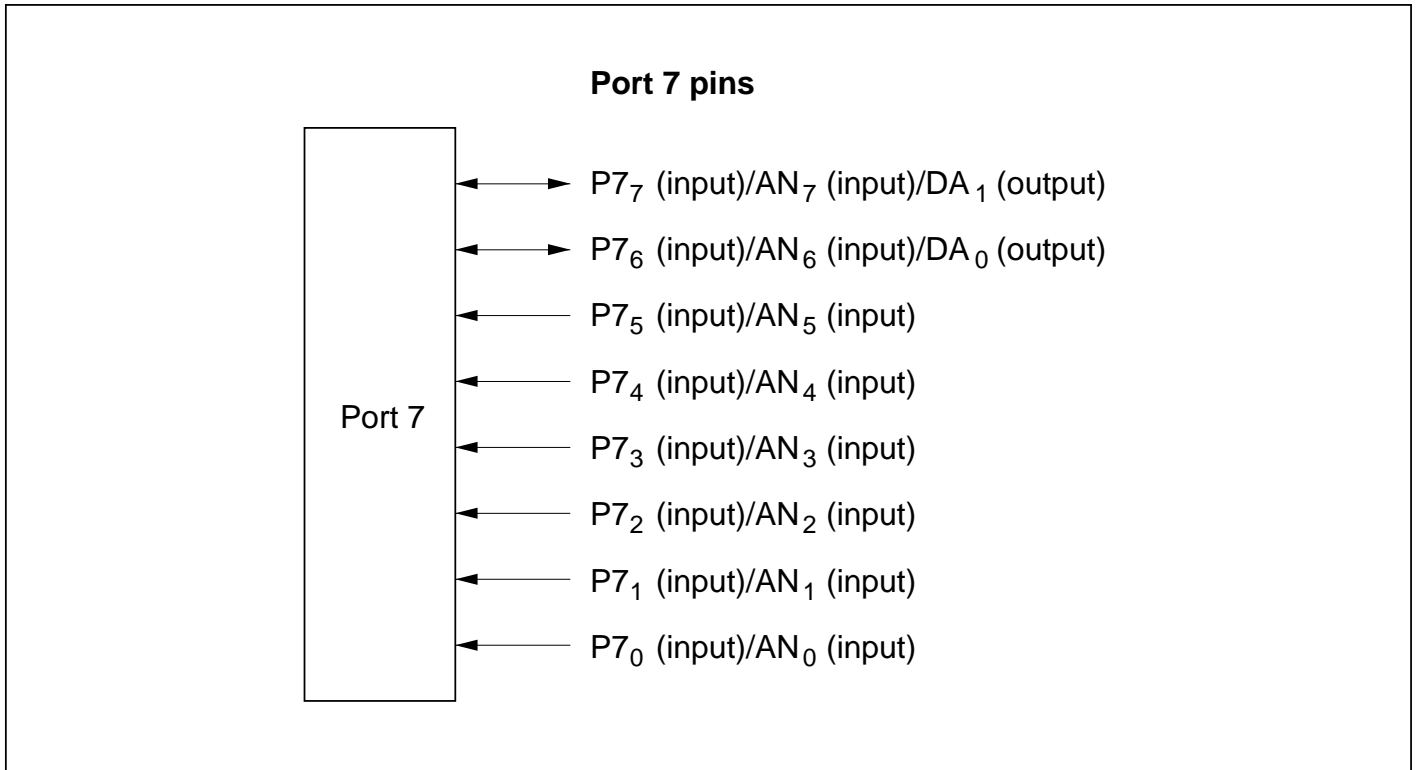 Port 7 pins
P7₇ (input)/AN₇ (input)/DA₁ (output)
P7₆ (input)/AN₆ (input)/DA₀ (output)
P7₅ (input)/AN₅ (input)
P7₄ (input)/AN₄ (input)
Port 7
P7₃ (input)/AN₃ (input)
P7₂ (input)/AN₂ (input)
P7₁ (input)/AN₁ (input)
P7₀ (input)/AN₀ (input)